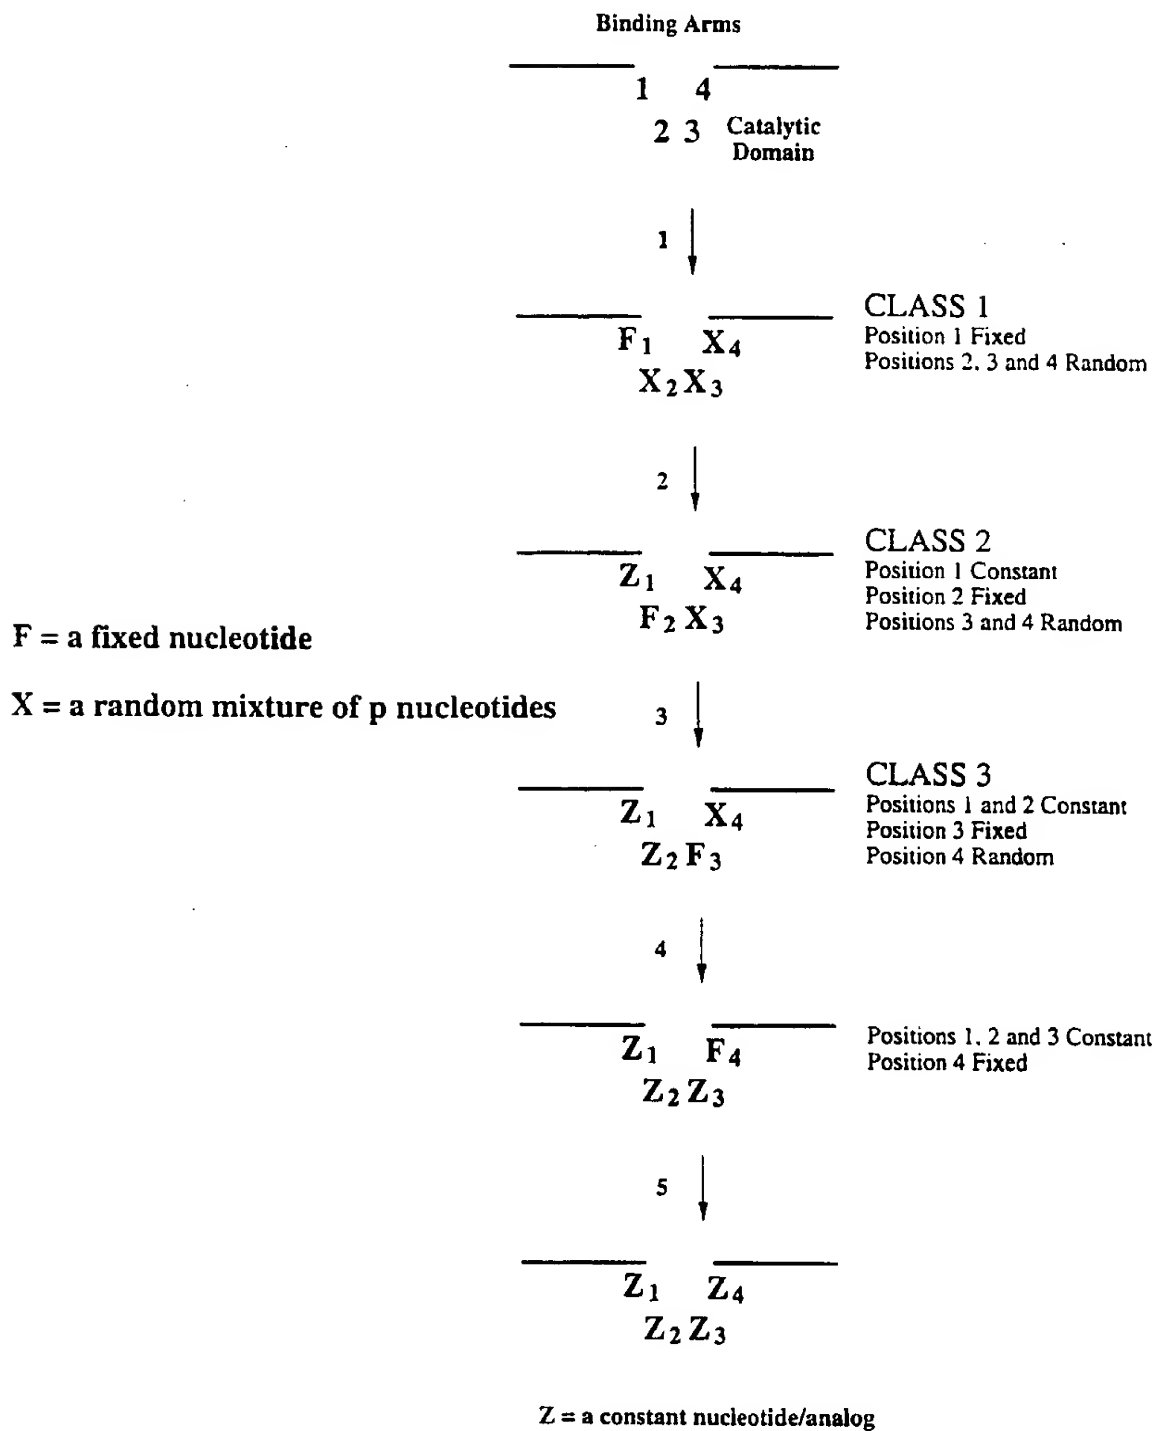 Binding Arms
1 4
2 3 Catalytic
Domain
1
F1 X4
X2 X3
CLASS 1
Position 1 Fixed
Positions 2, 3 and 4 Random
2
Z1 X4
F2 X3
CLASS 2
Position 1 Constant
Position 2 Fixed
Positions 3 and 4 Random
F = a fixed nucleotide
X = a random mixture of p nucleotides
3
Z1 X4
Z2 F3
CLASS 3
Positions 1 and 2 Constant
Position 3 Fixed
Position 4 Random
4
Z1 F4
Z2 Z3
Positions 1, 2 and 3 Constant
Position 4 Fixed
5
Z1 Z4
Z2 Z3
Z = a constant nucleotide/analog